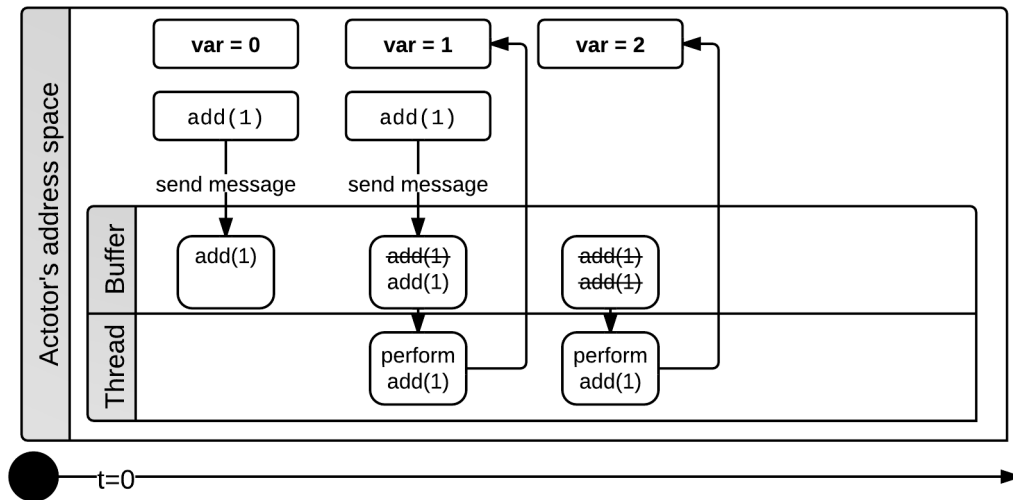 Actotor's address space
var = 0
var = 1
var = 2
add(1)
add(1)
send message
send message
Buffer
add(1)
add(1)
add(1)
add(1)
add(1)
Thread
perform
add(1)
perform
add(1)
t=0